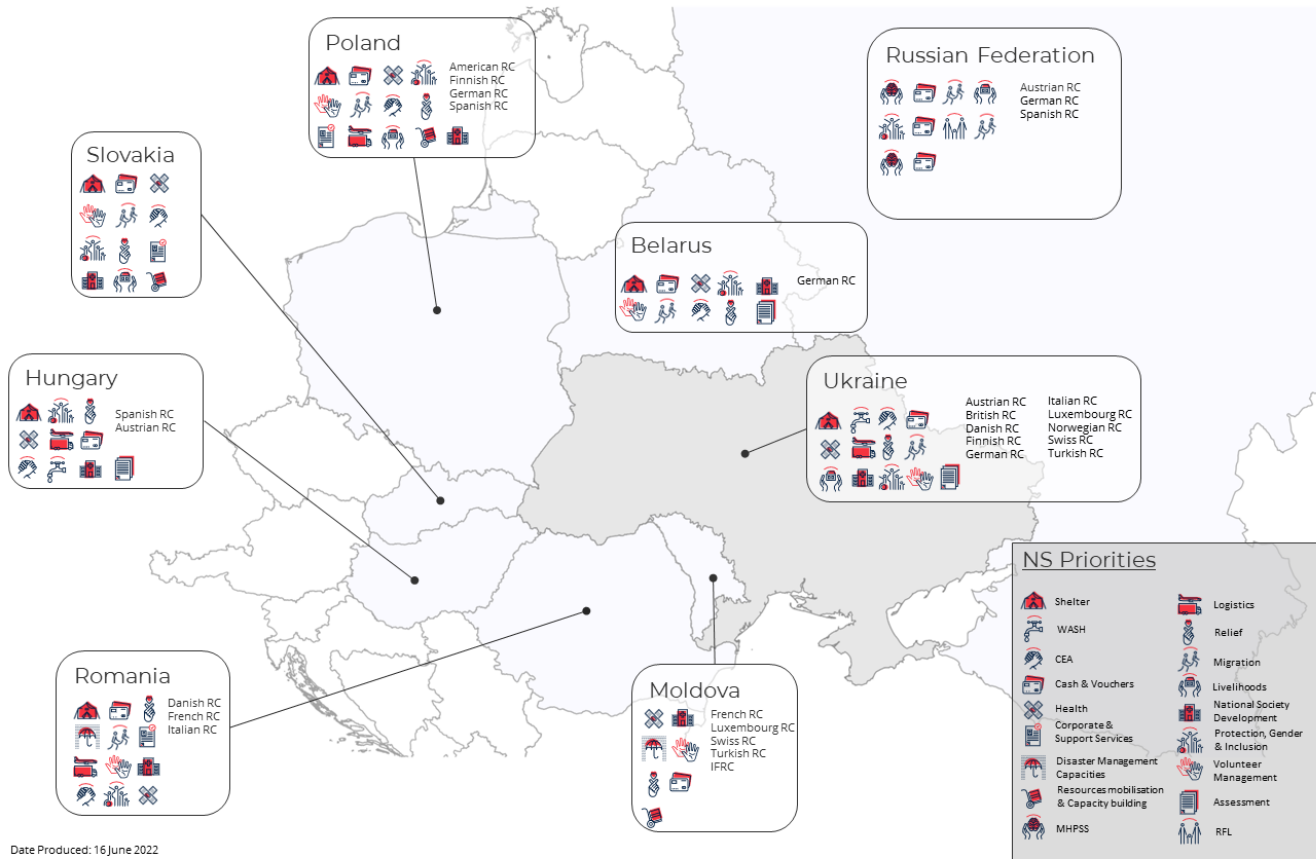 Poland
American RC
Finnish RC
German RC
Spanish RC
Russian Federation
Austrian RC
German RC
Spanish RC
Slovakia
Belarus
German RC
Hungary
Spanish RC
Austrian RC
Ukraine
Austrian RC
British RC
Danish RC
Finnish RC
German RC
Italian RC
Luxembourg RC
Norwegian RC
Swiss RC
Turkish RC
Romania
Danish RC
French RC
Italian RC
Moldova
French RC
Luxembourg RC
Swiss RC
Turkish RC
IFRC
NS Priorities
Shelter
WASH
CEA
Cash & Vouchers
Health
Corporate &
Support Services
Disaster Management
Capacities
Resources mobilisation
& Capacity building
MHPSS
Logistics
Relief
Migration
Livelihoods
National Society
Development
Protection, Gender
& Inclusion
Volunteer
Management
Assessment
RFL
Date Produced: 16 June 2022